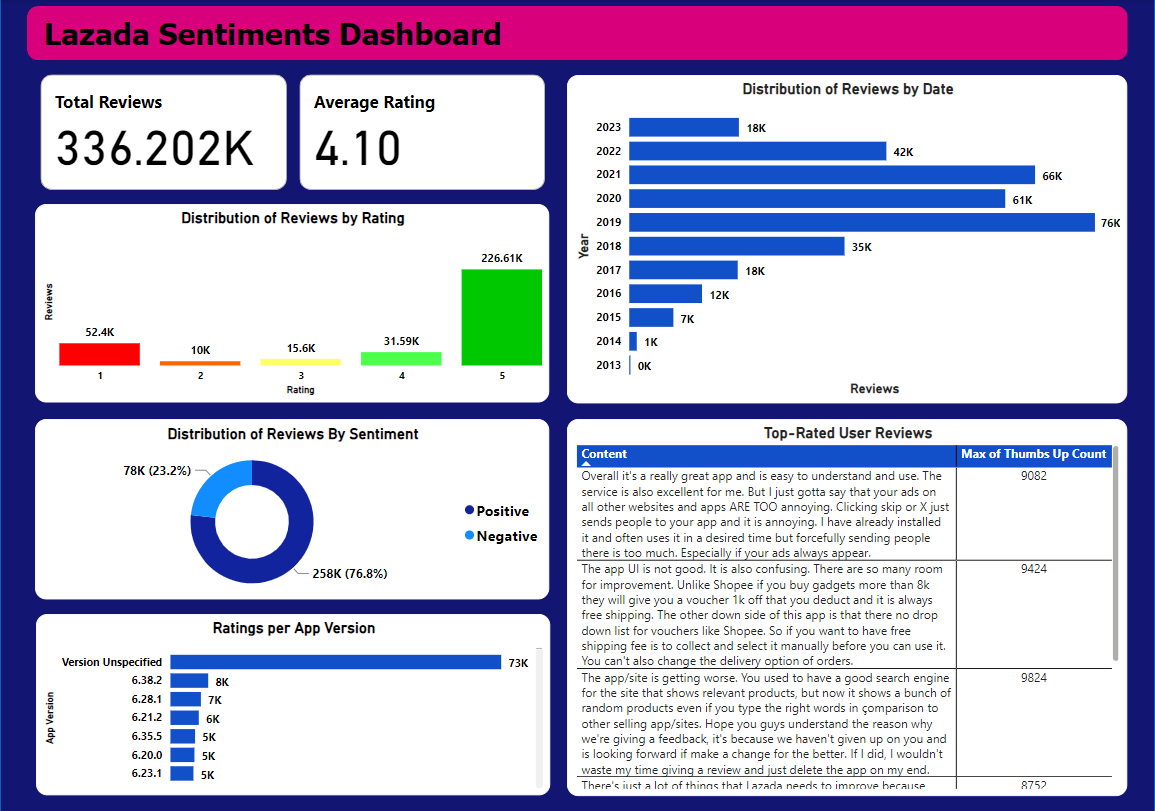 Lazada Sentiments Dashboard
Total Reviews
336.202K
Average Rating
4.10
Distribution of Reviews by Rating
Reviews
52.4K
10K
15.6K
31.59K
226.61K
1
2
3
4
5
Rating
Distribution of Reviews by Date
Year
2023
18K
2022
42K
2021
66K
2020
61K
2019
76K
2018
35K
2017
18K
2016
12K
2015
7K
2014
1K
2013
0K
Reviews
Distribution of Reviews By Sentiment
78K (23.2%)
258K (76.8%)
Positive
Negative
Ratings per App Version
App Version
Version Unspecified
73K
6.38.2
8K
6.28.1
7K
6.21.2
6K
6.35.5
5K
6.20.0
5K
6.23.1
5K
Top-Rated User Reviews
Content
Max of Thumbs Up Count
Overall it's a really great app and is easy to understand and use. The
service is also excellent for me. But I just gotta say that your ads on
all other websites and apps ARE TOO annoying. Clicking skip or X just
sends people to your app and it is annoying. I have already installed
it and often uses it in a desired time but forcefully sending people
there is too much. Especially if your ads always appear.
9082
The app UI is not good. It is also confusing. There are so many room
for improvement. Unlike Shopee if you buy gadgets more than 8k
they will give you a voucher 1k off that you deduct and it is always
free shipping. The other down side of this app is that there no drop
down list for vouchers like Shopee. So if you want to have free
shipping fee is to collect and select it manually before you can use it.
You can't also change the delivery option of orders.
9424
The app/site is getting worse. You used to have a good search engine
for the site that shows relevant products, but now it shows a bunch of
random products even if you type the right words in çomparison to
other selling app/sites. Hope you guys understand the reason why
we're giving a feedback, it's because we haven't given up on you and
is looking forward if make a change for the better. If I did, I wouldn't
waste my time giving a review and just delete the app on my end.
9824
There's just a lot of things that Lazada needs to improve because
8752